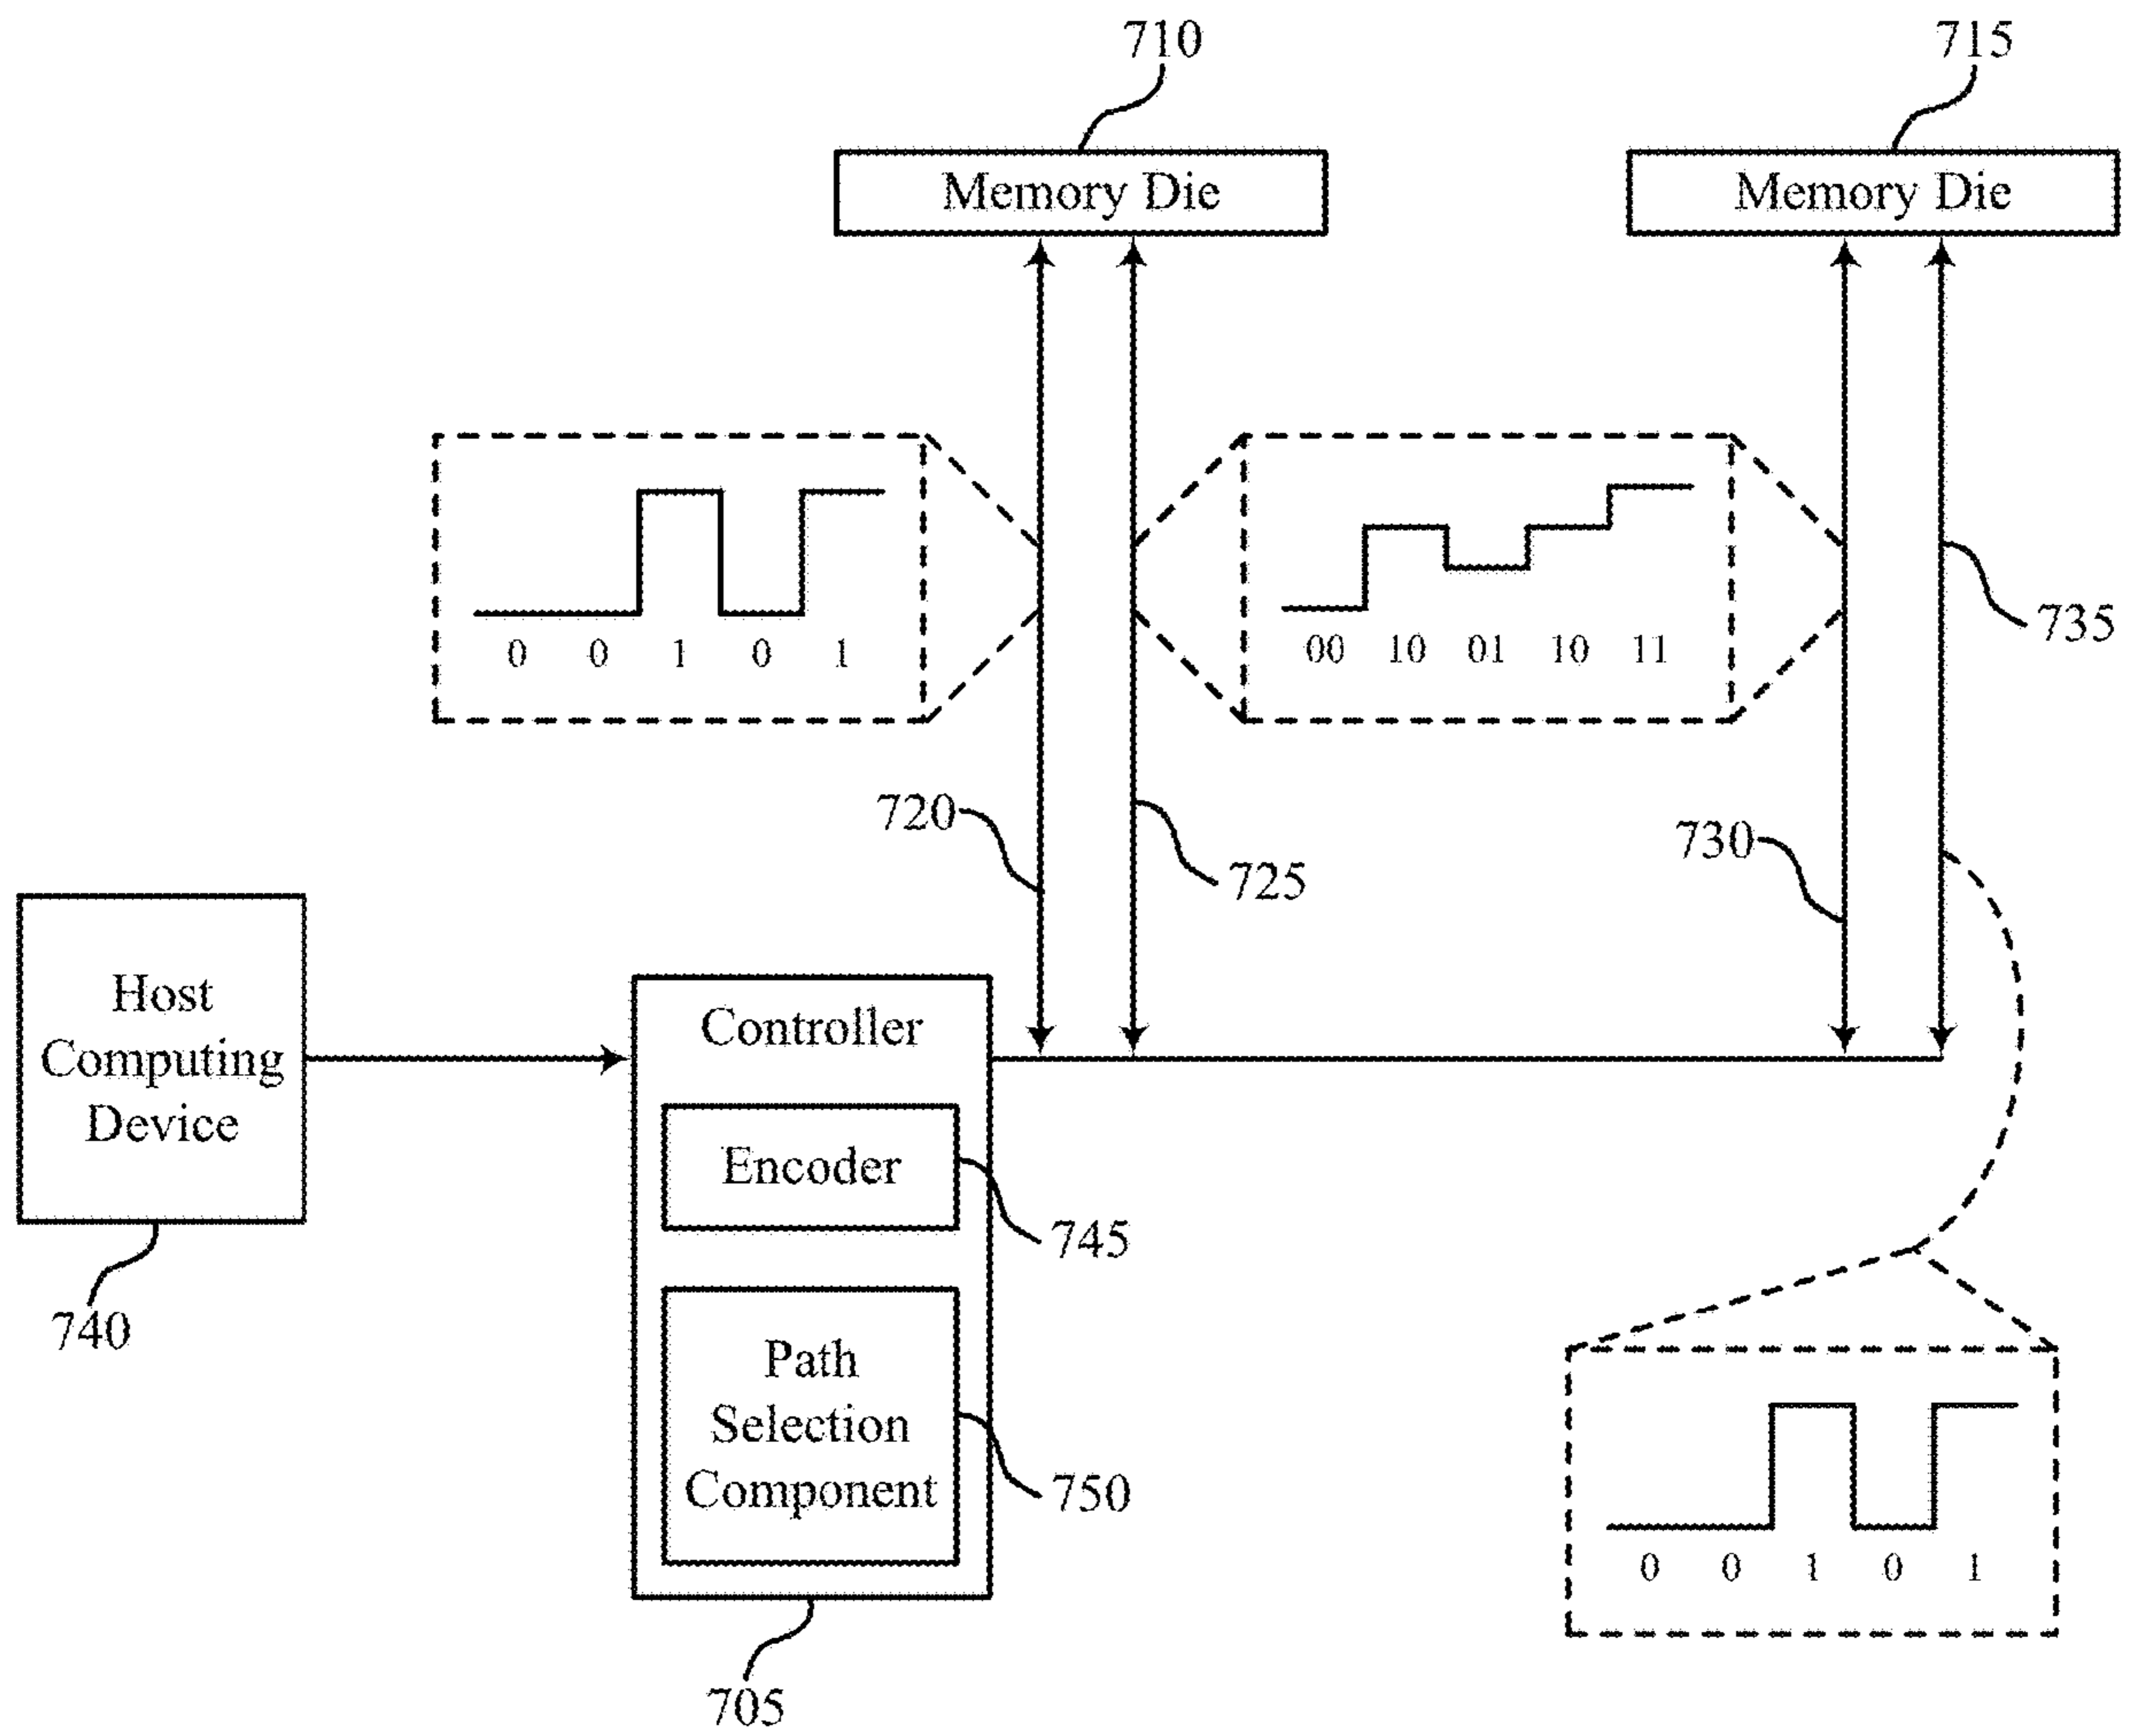 710
715
Memory Die
Memory Die
735
0 0 1 0 1
00 10 01 10 11
720
725
730
Host
Computing
Device
Controller
Encoder
745
740
Path
Selection
Component
750
0 0 1 0 1
705